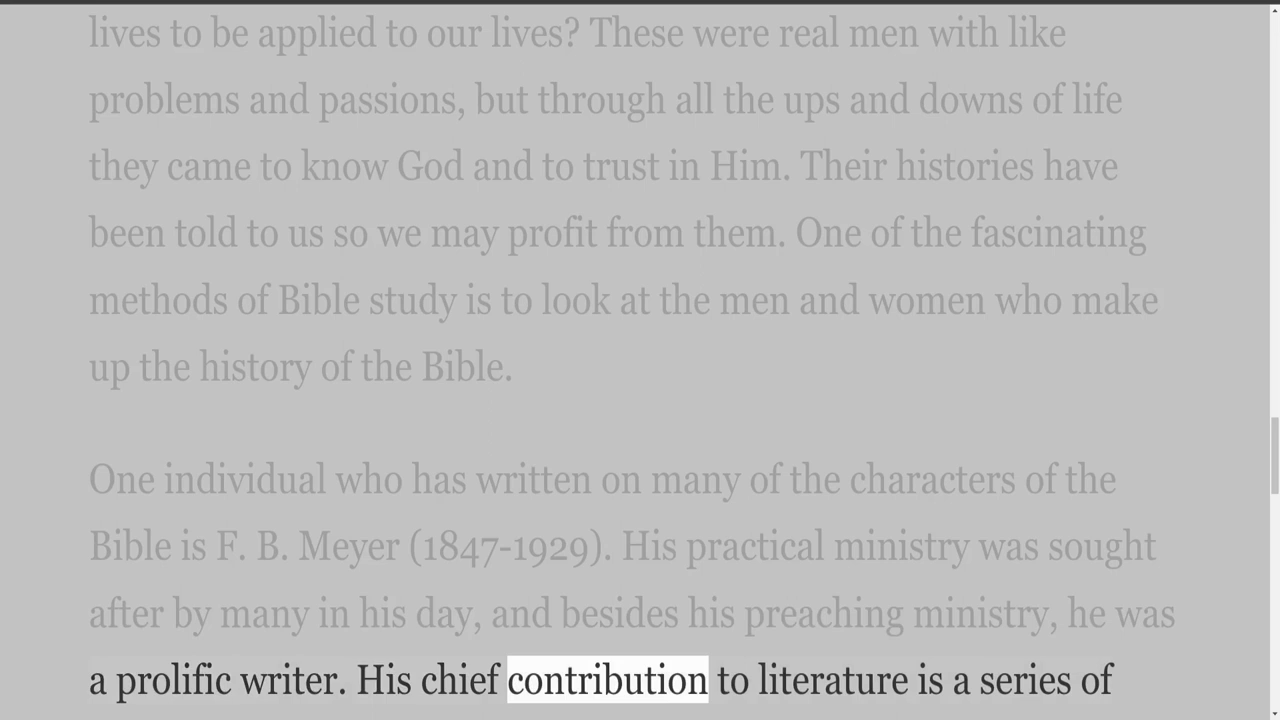 lives to be applied to our lives? These were real men with like
problems and passions, but through all the ups and downs of life
they came to know God and to trust in Him. Their histories have
been told to us so we may profit from them. One of the fascinating
methods of Bible study is to look at the men and women who make
up the history of the Bible.
One individual who has written on many of the characters of the
Bible is F. B. Meyer (1847-1929). His practical ministry was sought
after by many in his day, and besides his preaching ministry, he was
a prolific writer. His chief contribution to literature is a series of